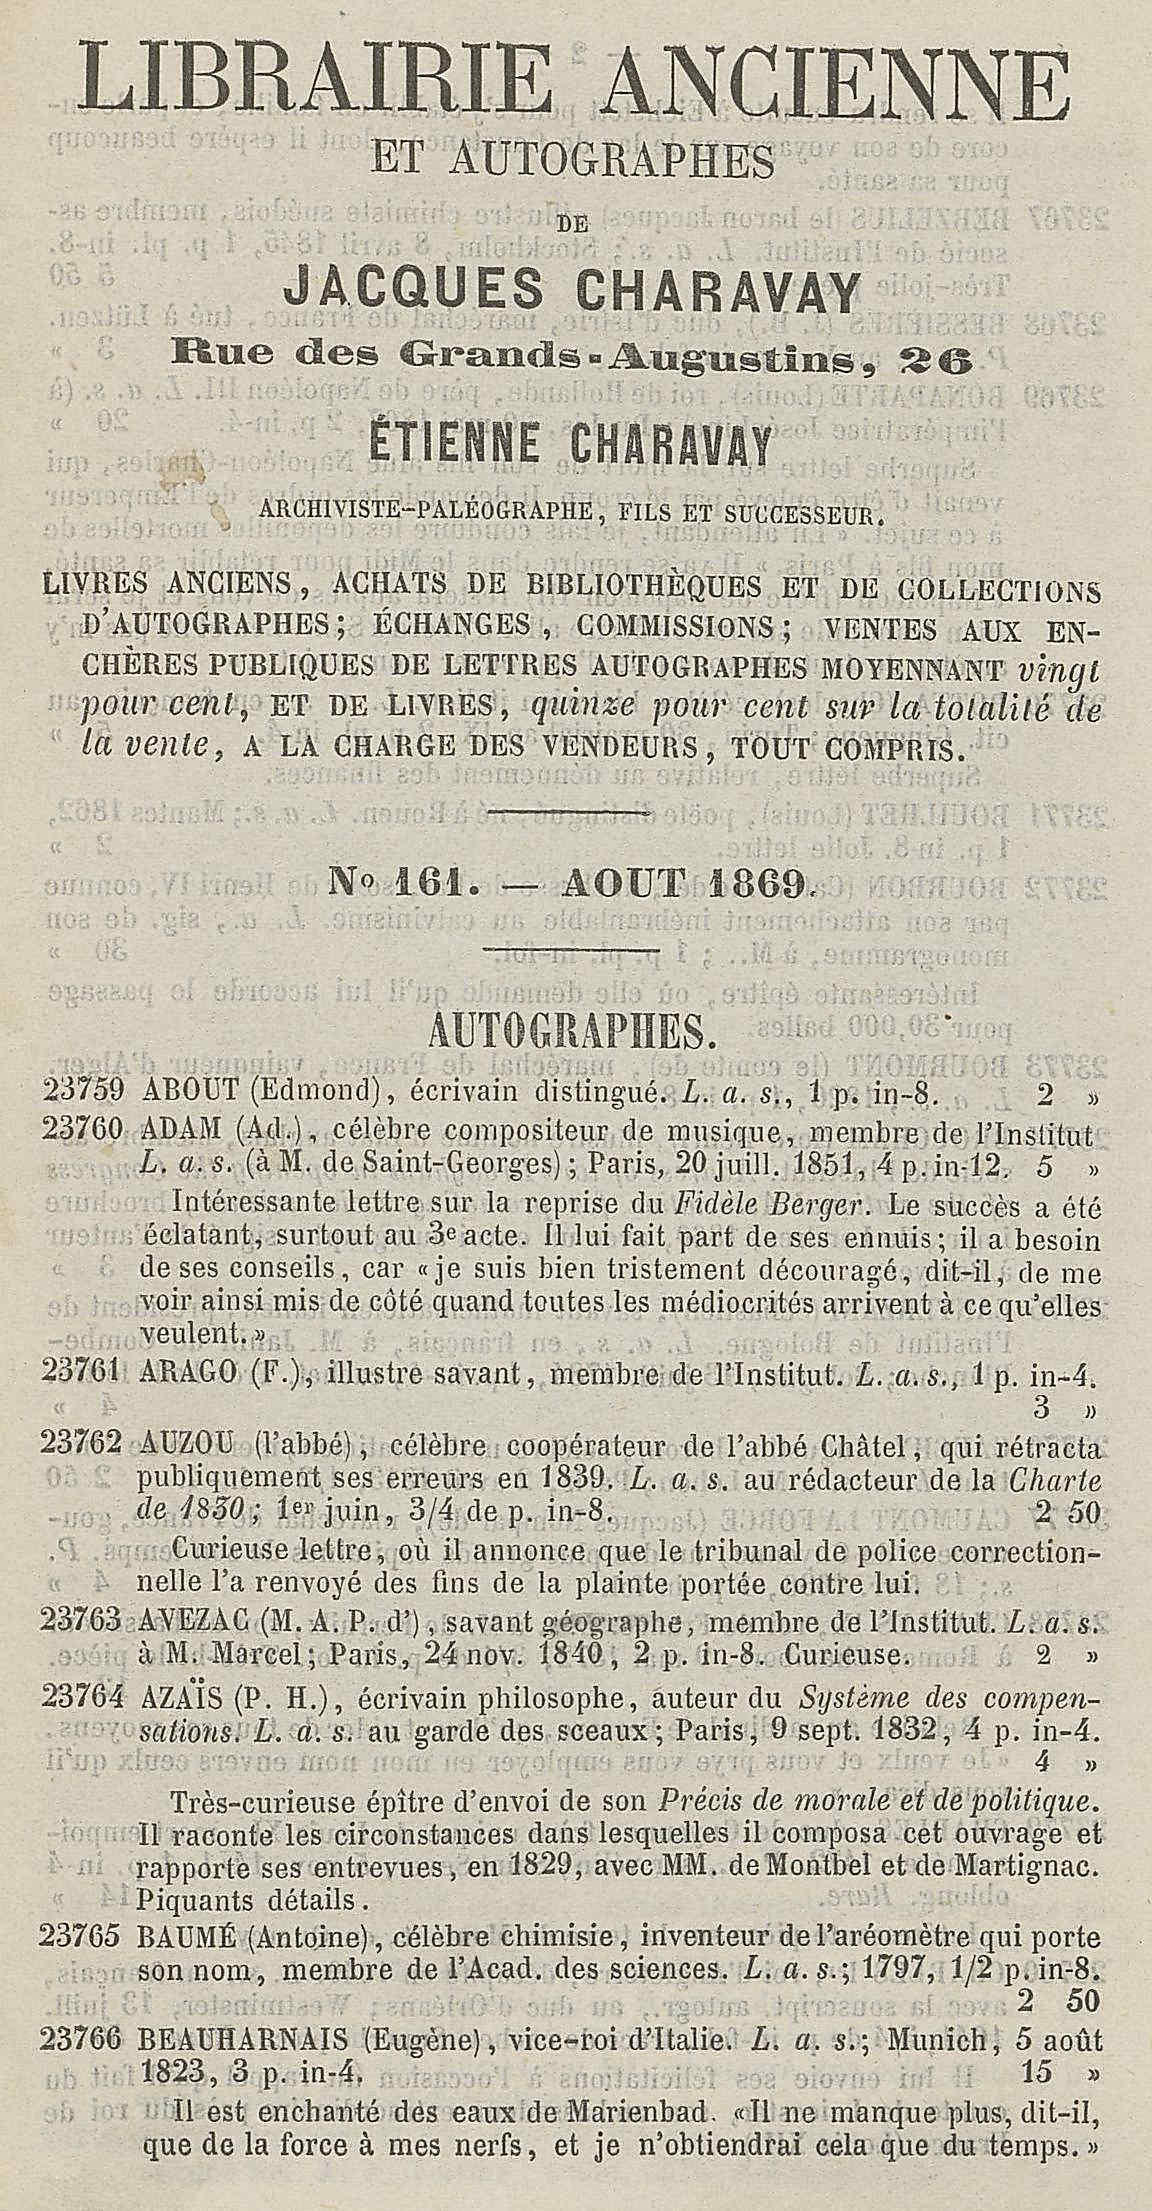 LIBRAIRIE ANCIENNE
ET AUTOGRAPHES
DE
JACQUES CHARAVAY
Rue des Grands-Augustins, 26
ÉTIENNE CHARAVAY
ARCHIVISTE-PALÉOGRAPHE, FILS ET SUCCESSEUR.
LIVRES ANCIENS, ACHATS DE BIBLIOTHÈQUES ET DE COLLECTIONS
D'AUTOGRAPHES; ÉCHANGES, COMMISSIONS; VENTES AUX EN-
CHÈRES PUBLIQUES DE LETTRES AUTOGRAPHES MOYENNANT vingt
pour cent, ET DE LIVRES, quinze pour cent sur la totalité de
la vente, A LA CHARGE DES VENDEURS, TOUT COMPRIS.
No 161. — AOUT 1869.
AUTOGRAPHES.
23759 ABOUT (Edmond), écrivain distingué. L. a. s., 1 p. in-8. 2 »
23760 ADAM (Ad.), célèbre compositeur de musique, membre de l'Institut
L. a. s. (à M. de Saint-Georges); Paris, 20 juill. 1851, 4 p. in-12. 5 »
Intéressante lettre sur la reprise du Fidèle Berger. Le succès a été
éclatant, surtout au 3e acte. Il lui fait part de ses ennuis; il a besoin
de ses conseils, car «je suis bien tristement découragé, dit-il, de me
voir ainsi mis de côté quand toutes les médiocrités arrivent à ce qu'elles
veulent.»
23761 ARAGO (F.), illustre savant, membre de l'Institut. L. a. s., 1 p. in-4.
3 »
23762 AUZOU (l'abbé), célèbre coopérateur de l'abbé Châtel, qui rétracta
publiquement ses erreurs en 1839. L. a. s. au rédacteur de la Charte
de 1830; 1er juin, 3/4 de p. in-8. 2 50
Curieuse lettre, où il annonce que le tribunal de police correction-
nelle l'a renvoyé des fins de la plainte portée contre lui.
23763 AVEZAC (M. A. P. d'), savant géographe, membre de l'Institut. L. a. s.
à M. Marcel; Paris, 24 nov. 1840, 2 p. in-8. Curieuse. 2 »
23764 AZAÏS (P. H.), écrivain philosophe, auteur du Système des compen-
sations. L. a. s. au garde des sceaux; Paris, 9 sept. 1832, 4 p. in-4.
4 »
Très-curieuse épître d'envoi de son Précis de morale et de politique.
Il raconte les circonstances dans lesquelles il composa cet ouvrage et
rapporte ses entrevues, en 1829, avec MM. de Montbel et de Martignac.
Piquants détails.
23765 BAUMÉ (Antoine), célèbre chimisie, inventeur de l'aréomètre qui porte
son nom, membre de l'Acad. des sciences. L. a. s.; 1797, 1/2 p. in-8.
2 50
23766 BEAUHARNAIS (Eugène), vice-roi d'Italie. L. a. s.; Munich, 5 août
1823, 3 p. in-4. 15 »
Il est enchanté des eaux de Marienbad. «Il ne manque plus, dit-il,
que de la force à mes nerfs, et je n'obtiendrai cela que du temps.»